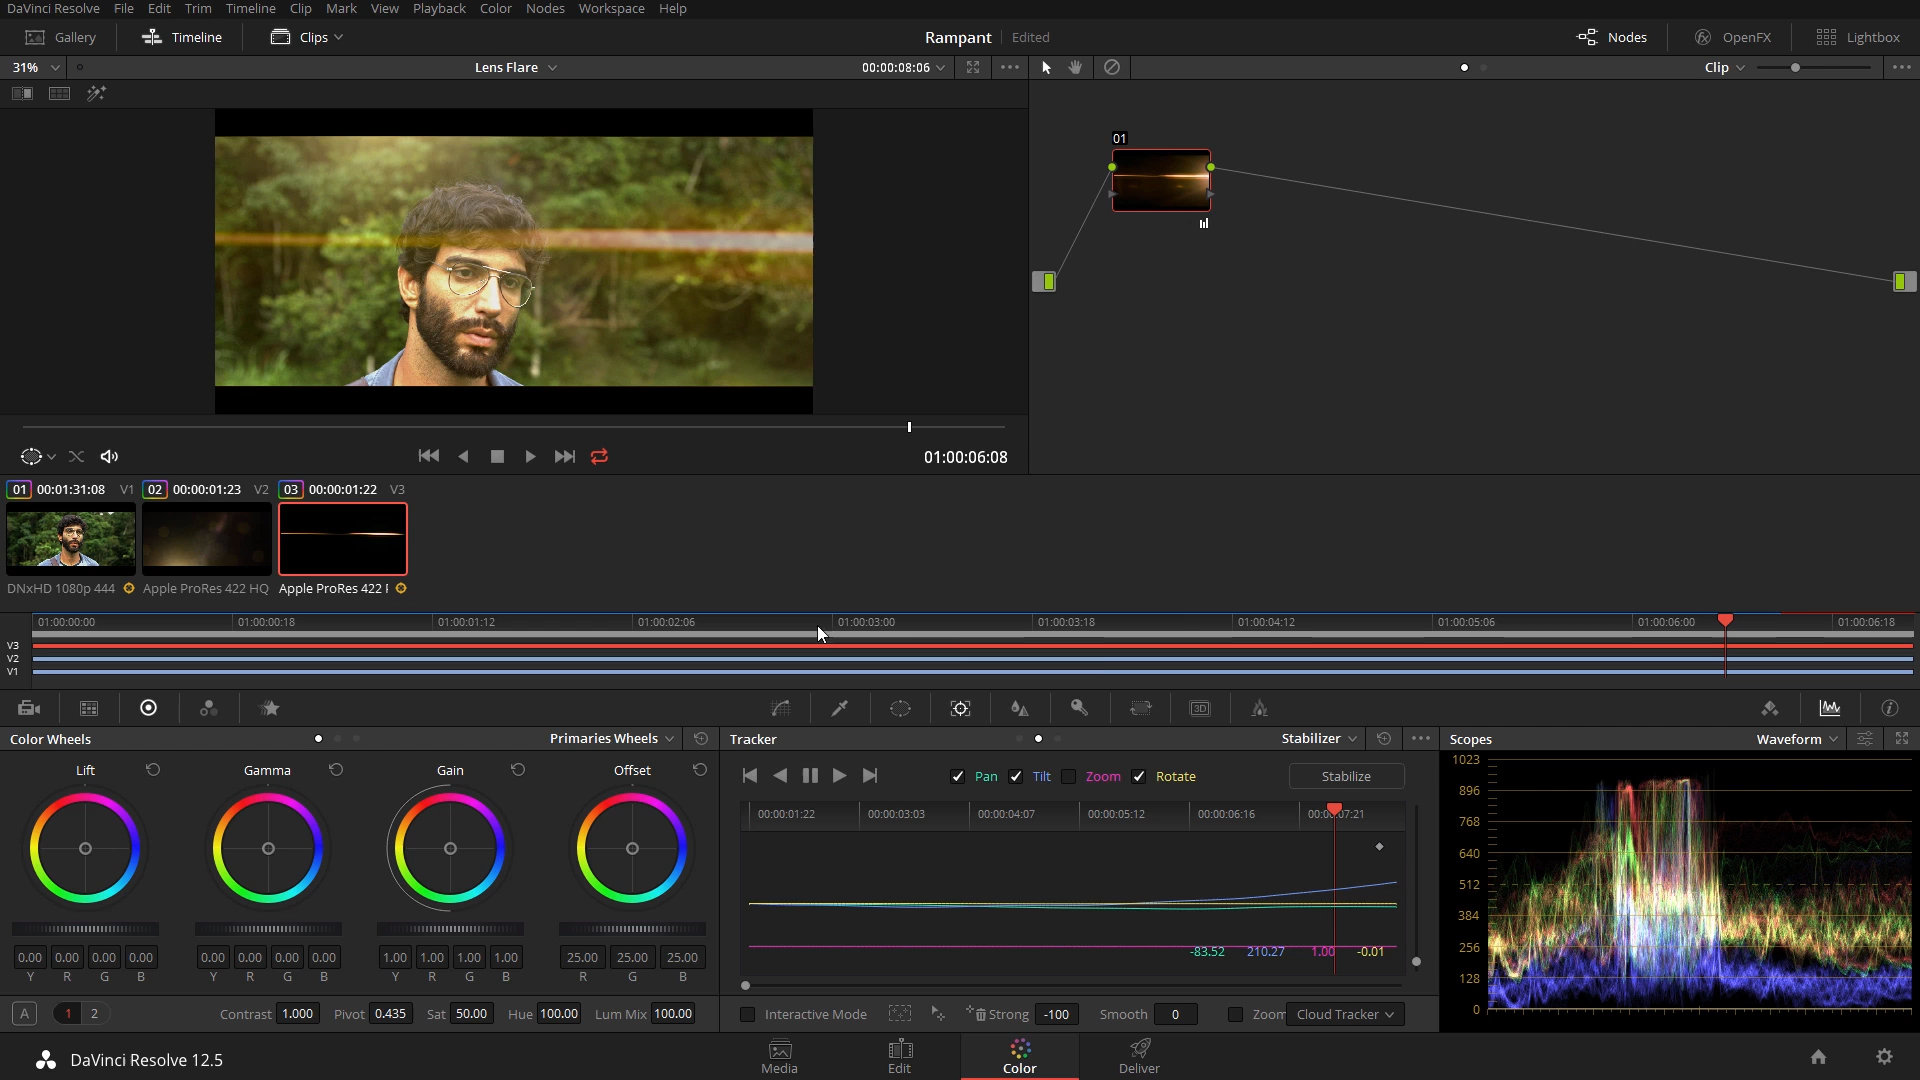 DaVinci Resolve File Edit Trim Timeline Clip Mark View Playback Color Nodes Workspace Help
Gallery Timeline Clips Rampant Edited Nodes OpenFX Lightbox
31% Lens Flare 00:00:08:06 Clip
01
01:00:06:08
01 00:01:31:08 V1 02 00:00:01:23 V2 03 00:00:01:22 V3
DNxHD 1080p 444 Apple ProRes 422 HQ Apple ProRes 422 H
01:00:00:00 01:00:00:18 01:00:01:12 01:00:02:06 01:00:03:00 01:00:03:18 01:00:04:12 01:00:05:06 01:00:06:00 01:00:06:18
V3
V2
V1
3D
Color Wheels Primaries Wheels Tracker Stabilizer Scopes Waveform
Lift Gamma Gain Offset Pan Tilt Zoom Rotate Stabilize
00:00:01:22 00:00:03:03 00:00:04:07 00:00:05:12 00:00:06:16 00:00:07:21
1023
896
768
640
512
384
256
128
0
-83.52 210.27 1.00 -0.01
0.00 0.00 0.00 0.00 0.00 0.00 0.00 0.00 1.00 1.00 1.00 1.00 25.00 25.00 25.00
Y R G B Y R G B Y R G B R G B
A 1 2 Contrast 1.000 Pivot 0.435 Sat 50.00 Hue 100.00 Lum Mix 100.00 Interactive Mode Strong -100 Smooth 0 Zoom Cloud Tracker
DaVinci Resolve 12.5 Media Edit Color Deliver